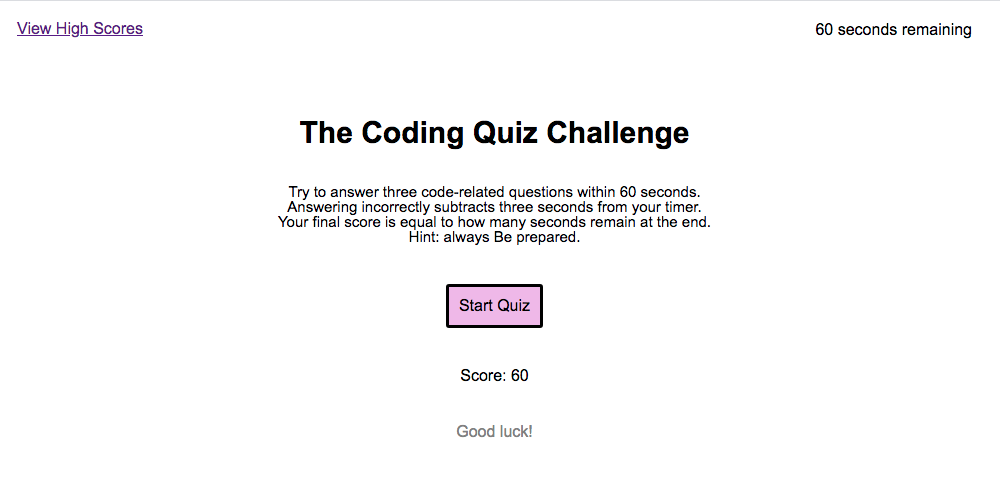 View High Scores
60 seconds remaining
The Coding Quiz Challenge
Try to answer three code-related questions within 60 seconds.
Answering incorrectly subtracts three seconds from your timer.
Your final score is equal to how many seconds remain at the end.
Hint: always Be prepared.
Start Quiz
Score: 60
Good luck!